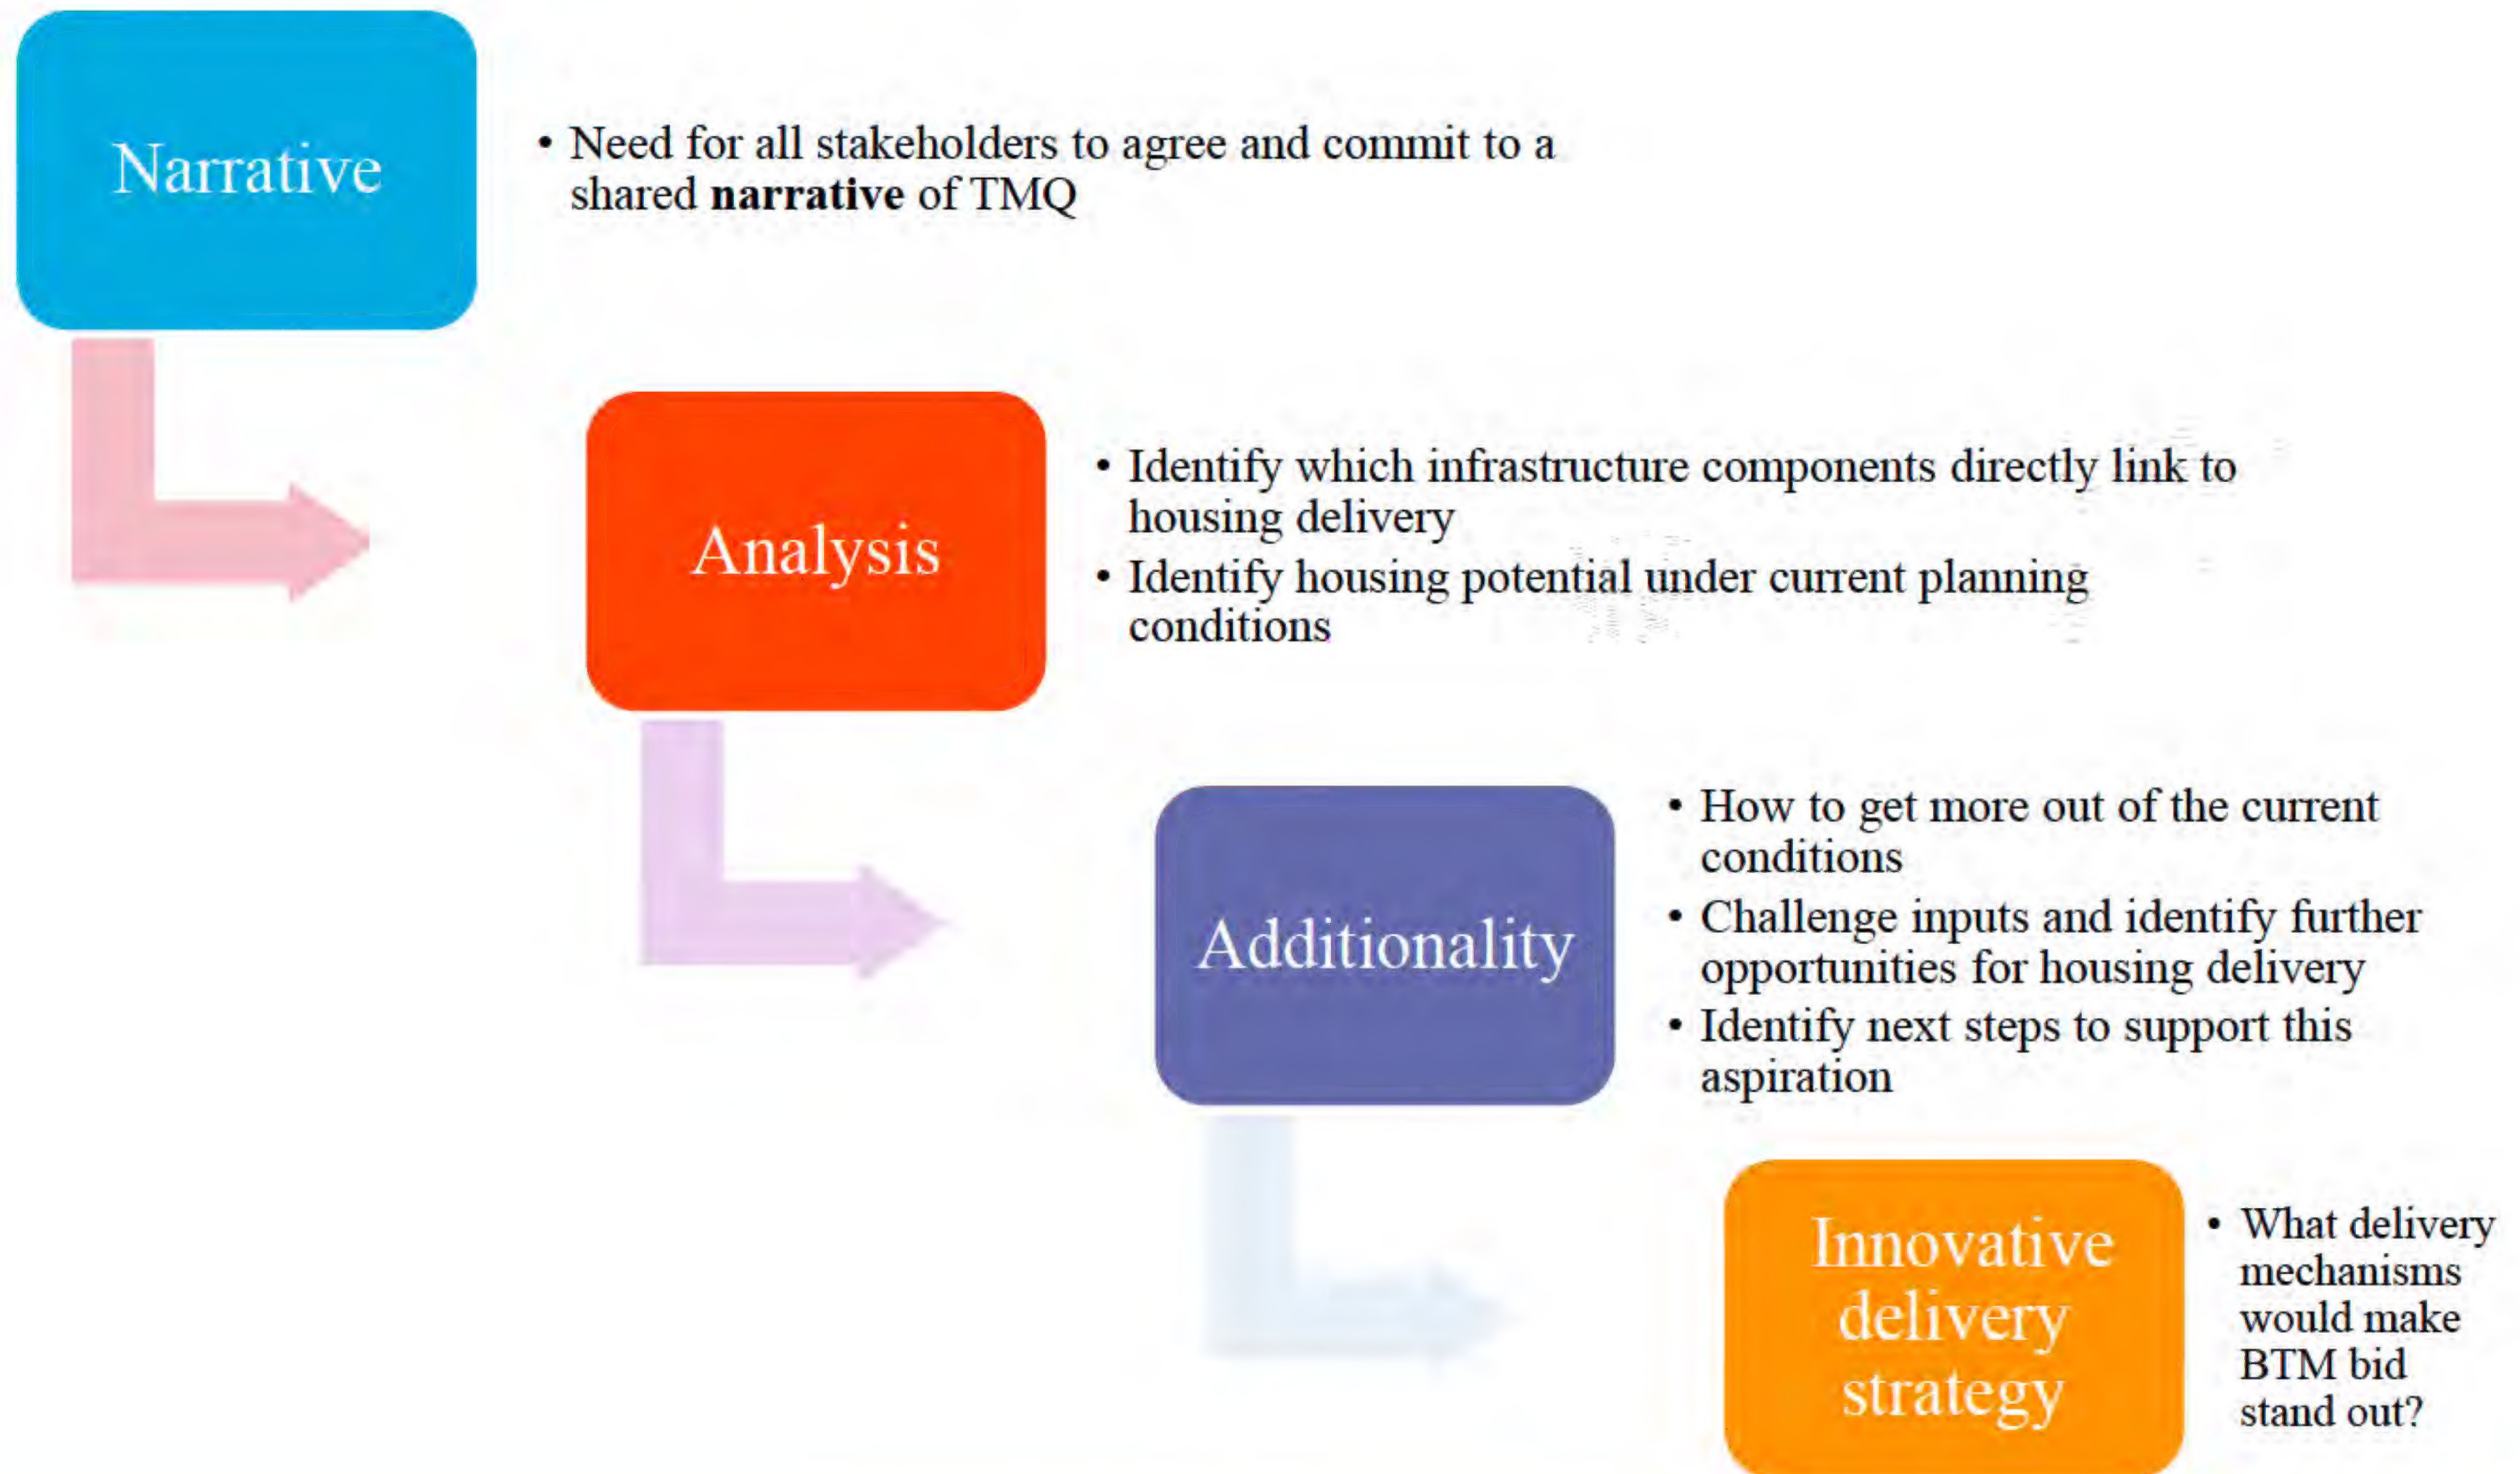 Narrative
• Need for all stakeholders to agree and commit to a
shared narrative of TMQ
Analysis
• Identify which infrastructure components directly link to
housing delivery
• Identify housing potential under current planning
conditions
Additionality
• How to get more out of the current
conditions
• Challenge inputs and identify further
opportunities for housing delivery
• Identify next steps to support this
aspiration
Innovative
delivery
strategy
• What delivery
mechanisms
would make
BTM bid
stand out?